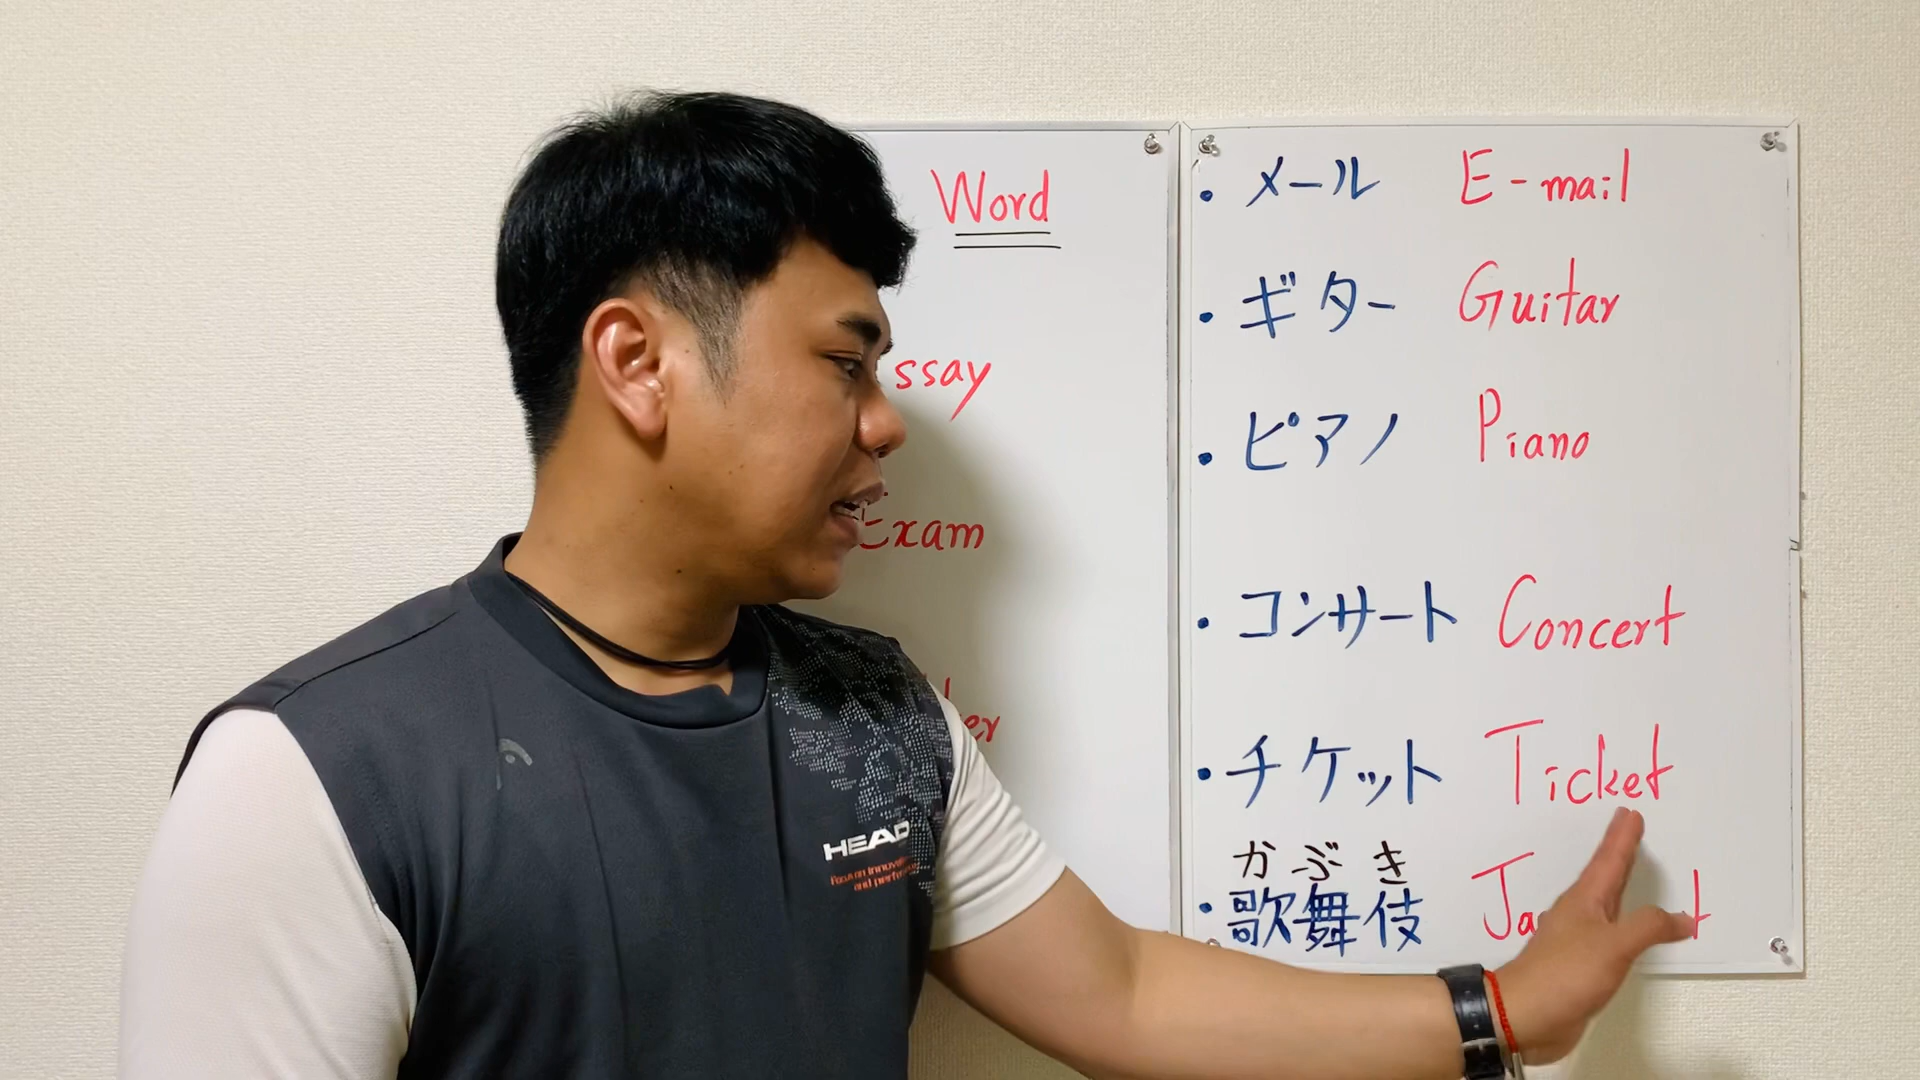 Word
ssay
Exam
er
・メール E-mail
・ギター Guitar
・ピアノ Piano
・コンサート Concert
・チケット Ticket
かぶき
・歌舞伎
HEAD